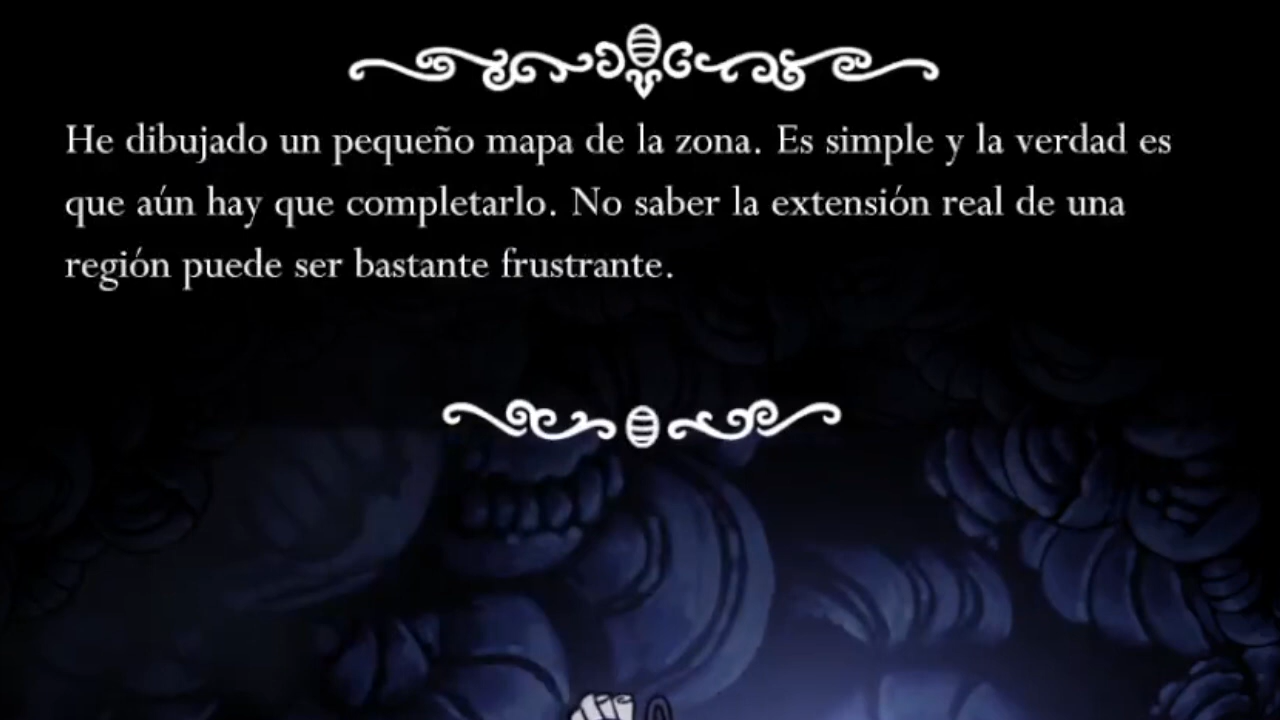 He dibujado un pequeño mapa de la zona. Es simple y la verdad es
que aún hay que completarlo. No saber la extensión real de una
región puede ser bastante frustrante.